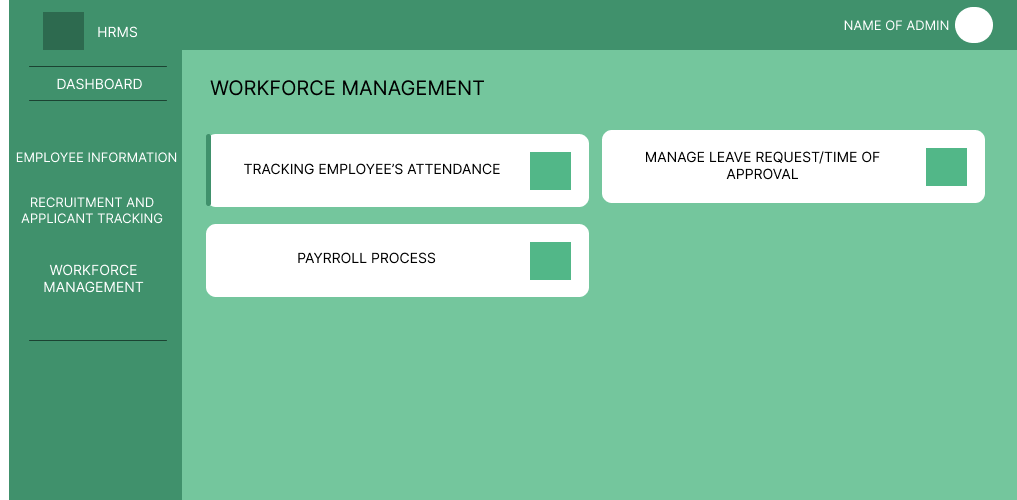 HRMS
NAME OF ADMIN
DASHBOARD
EMPLOYEE INFORMATION
RECRUITMENT AND
APPLICANT TRACKING
WORKFORCE
MANAGEMENT
WORKFORCE MANAGEMENT
TRACKING EMPLOYEE'S ATTENDANCE
MANAGE LEAVE REQUEST/TIME OF
APPROVAL
PAYRROLL PROCESS